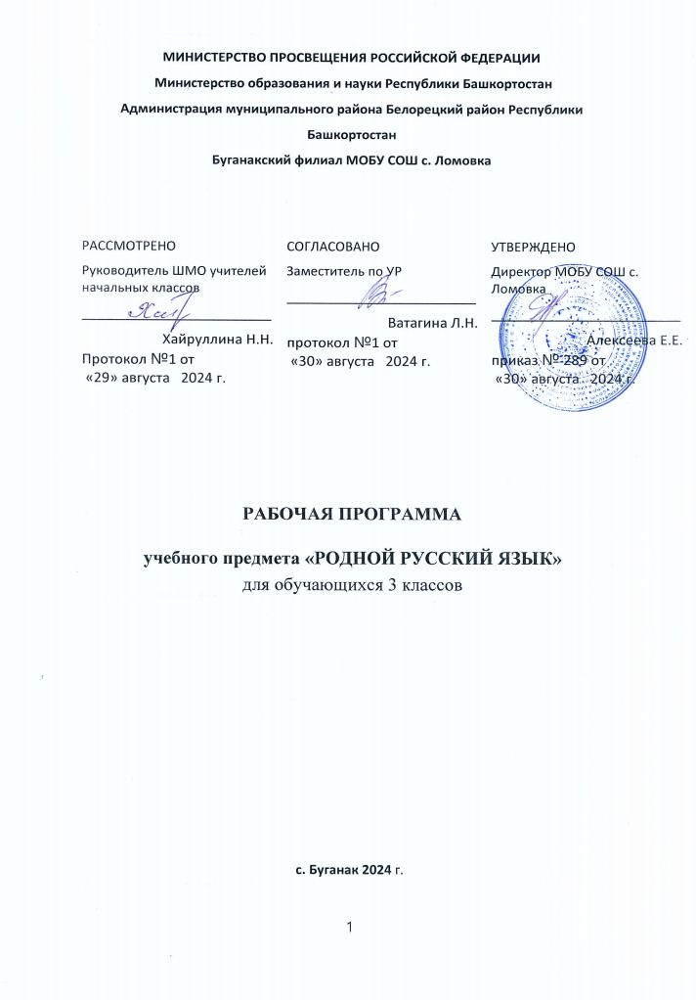 МИНИСТЕРСТВО ПРОСВЕЩЕНИЯ РОССИЙСКОЙ ФЕДЕРАЦИИ
Министерство образования и науки Республики Башкортостан
Администрация муниципального района Белорецкий район Республики
Башкортостан
Буганакский филиал МОБУ СОШ с. Ломовка
РАССМОТРЕНО
Руководитель ШМО учителей
начальных классов
Хайруллина Н.Н.
Протокол №1 от
«29» августа 2024 г.
СОГЛАСОВАНО
Заместитель по УР
Ватагина Л.Н.
протокол №1 от
«30» августа 2024 г.
УТВЕРЖДЕНО
Директор МОБУ СОШ с.
Ломовка
Алексеева Е.Е.
приказ № 289 от
«30» августа 2024 г.
РАБОЧАЯ ПРОГРАММА
учебного предмета «РОДНОЙ РУССКИЙ ЯЗЫК»
для обучающихся 3 классов
с. Буганак 2024 г.
1